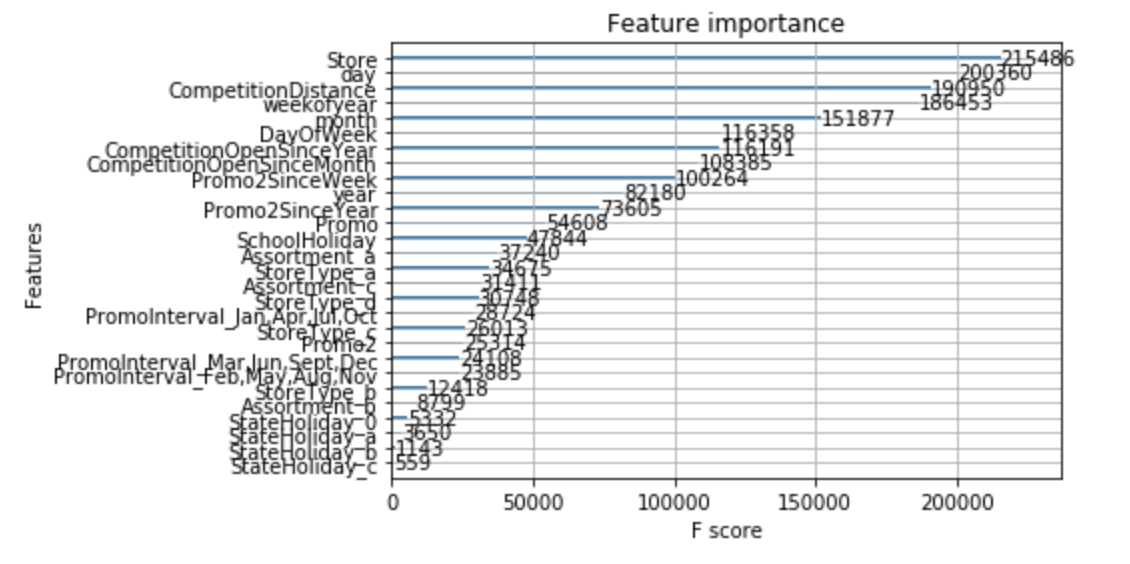 Feature importance
Store 215486
day 200360
CompetitionDistance 190950
weekofyear 186453
month 151877
DayOfWeek 116358
CompetitionOpenSinceYear 116191
CompetitionOpenSinceMonth 108385
Promo2SinceWeek 100264
year 82180
Promo2SinceYear 73605
Promo 54608
SchoolHoliday 47844
Assortment_a 37240
StoreType_a 34675
Assortment_c 31411
StoreType_d 30748
PromoInterval_Jan,Apr,Jul,Oct 28724
StoreType_c 26013
Promo2 25314
PromoInterval_Mar,Jun,Sept,Dec 24108
PromoInterval_Feb,May,Aug,Nov 23885
StoreType_b 12418
Assortment_b 8799
StateHoliday_0 5332
StateHoliday_a 3650
StateHoliday_b 1143
StateHoliday_c 559
Features
0 50000 100000 150000 200000
F score